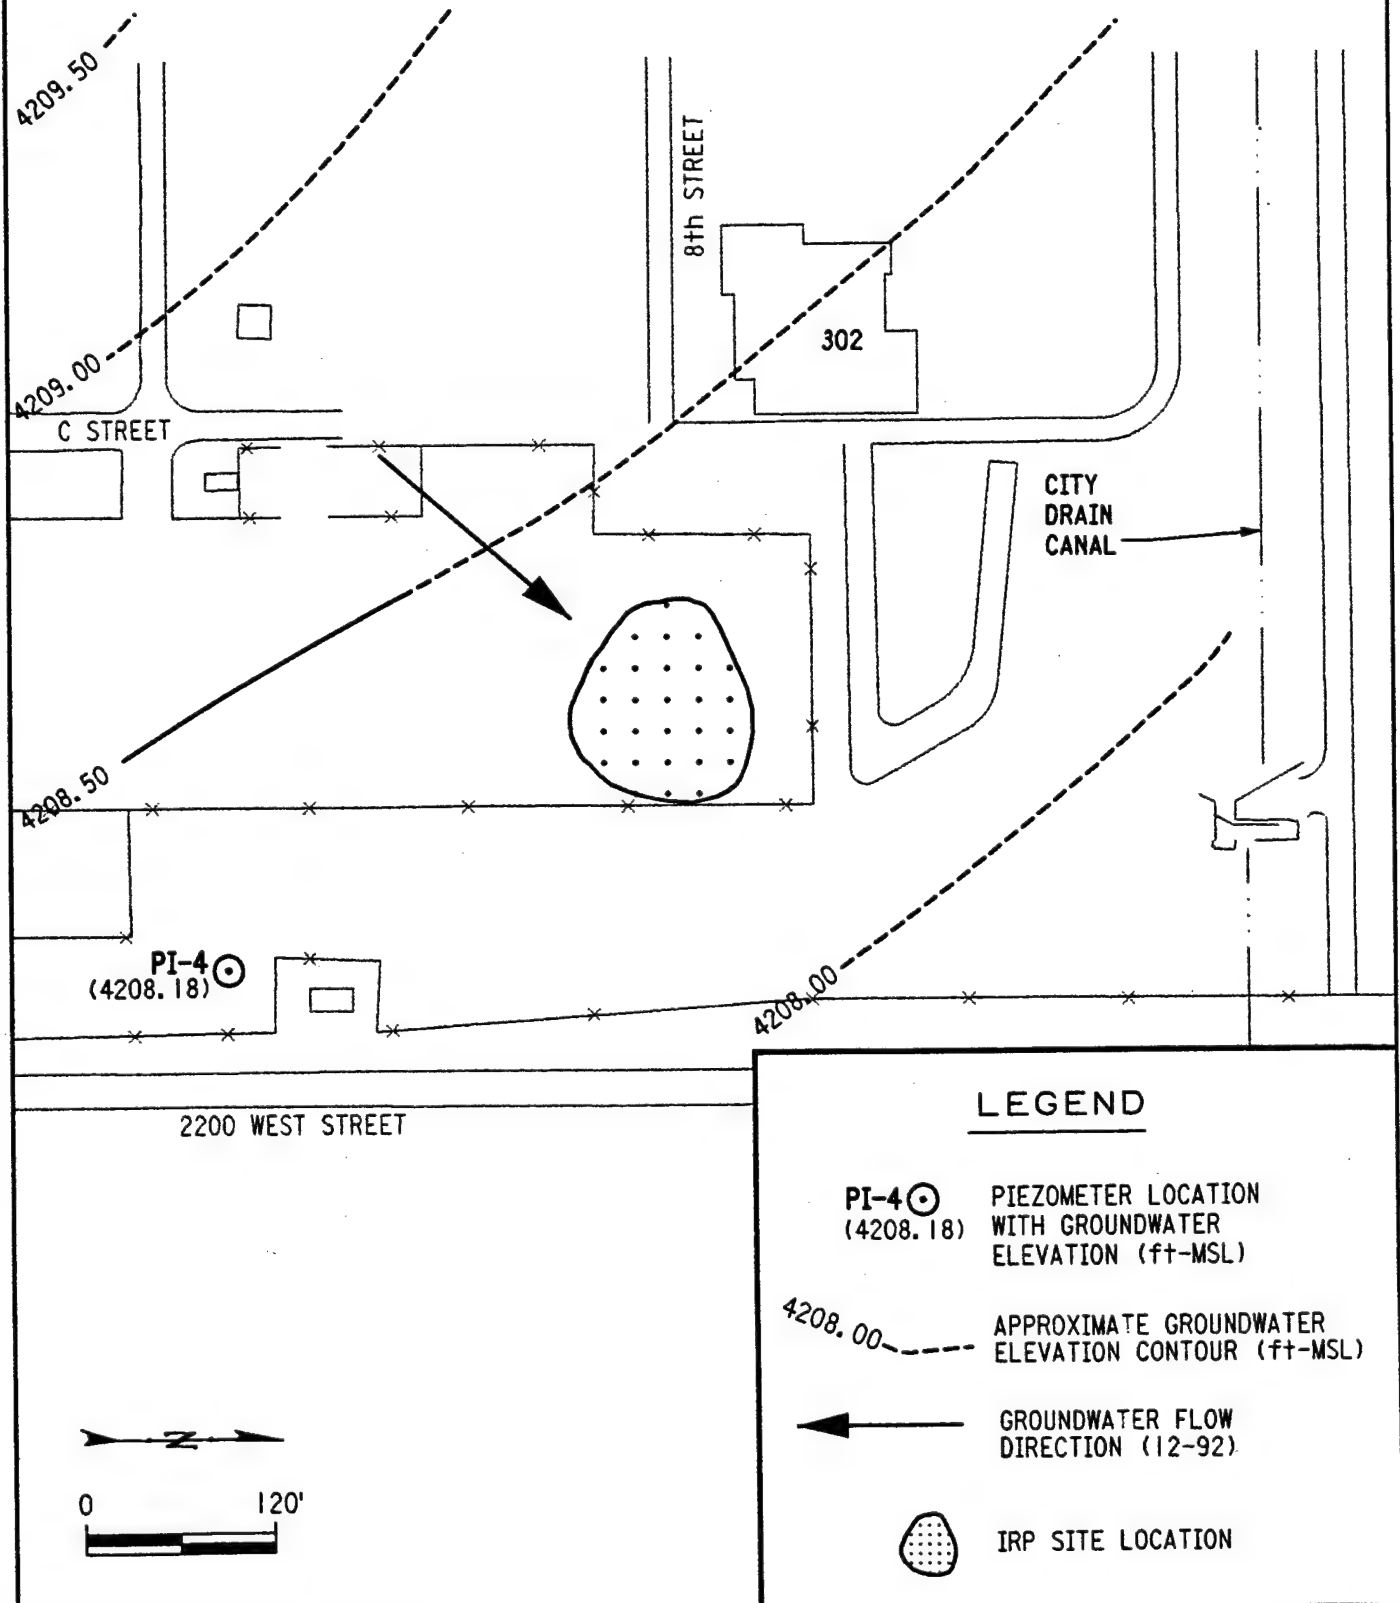 4209.50
8th STREET
302
4209.00
C STREET
CITY
DRAIN
CANAL
4208.50
PI-4
(4208.18)
4208.00
2200 WEST STREET
LEGEND
PI-4
(4208.18)
PIEZOMETER LOCATION
WITH GROUNDWATER
ELEVATION (ft-MSL)
4208.00
APPROXIMATE GROUNDWATER
ELEVATION CONTOUR (ft-MSL)
GROUNDWATER FLOW
DIRECTION (12-92)
IRP SITE LOCATION
N
0 120'